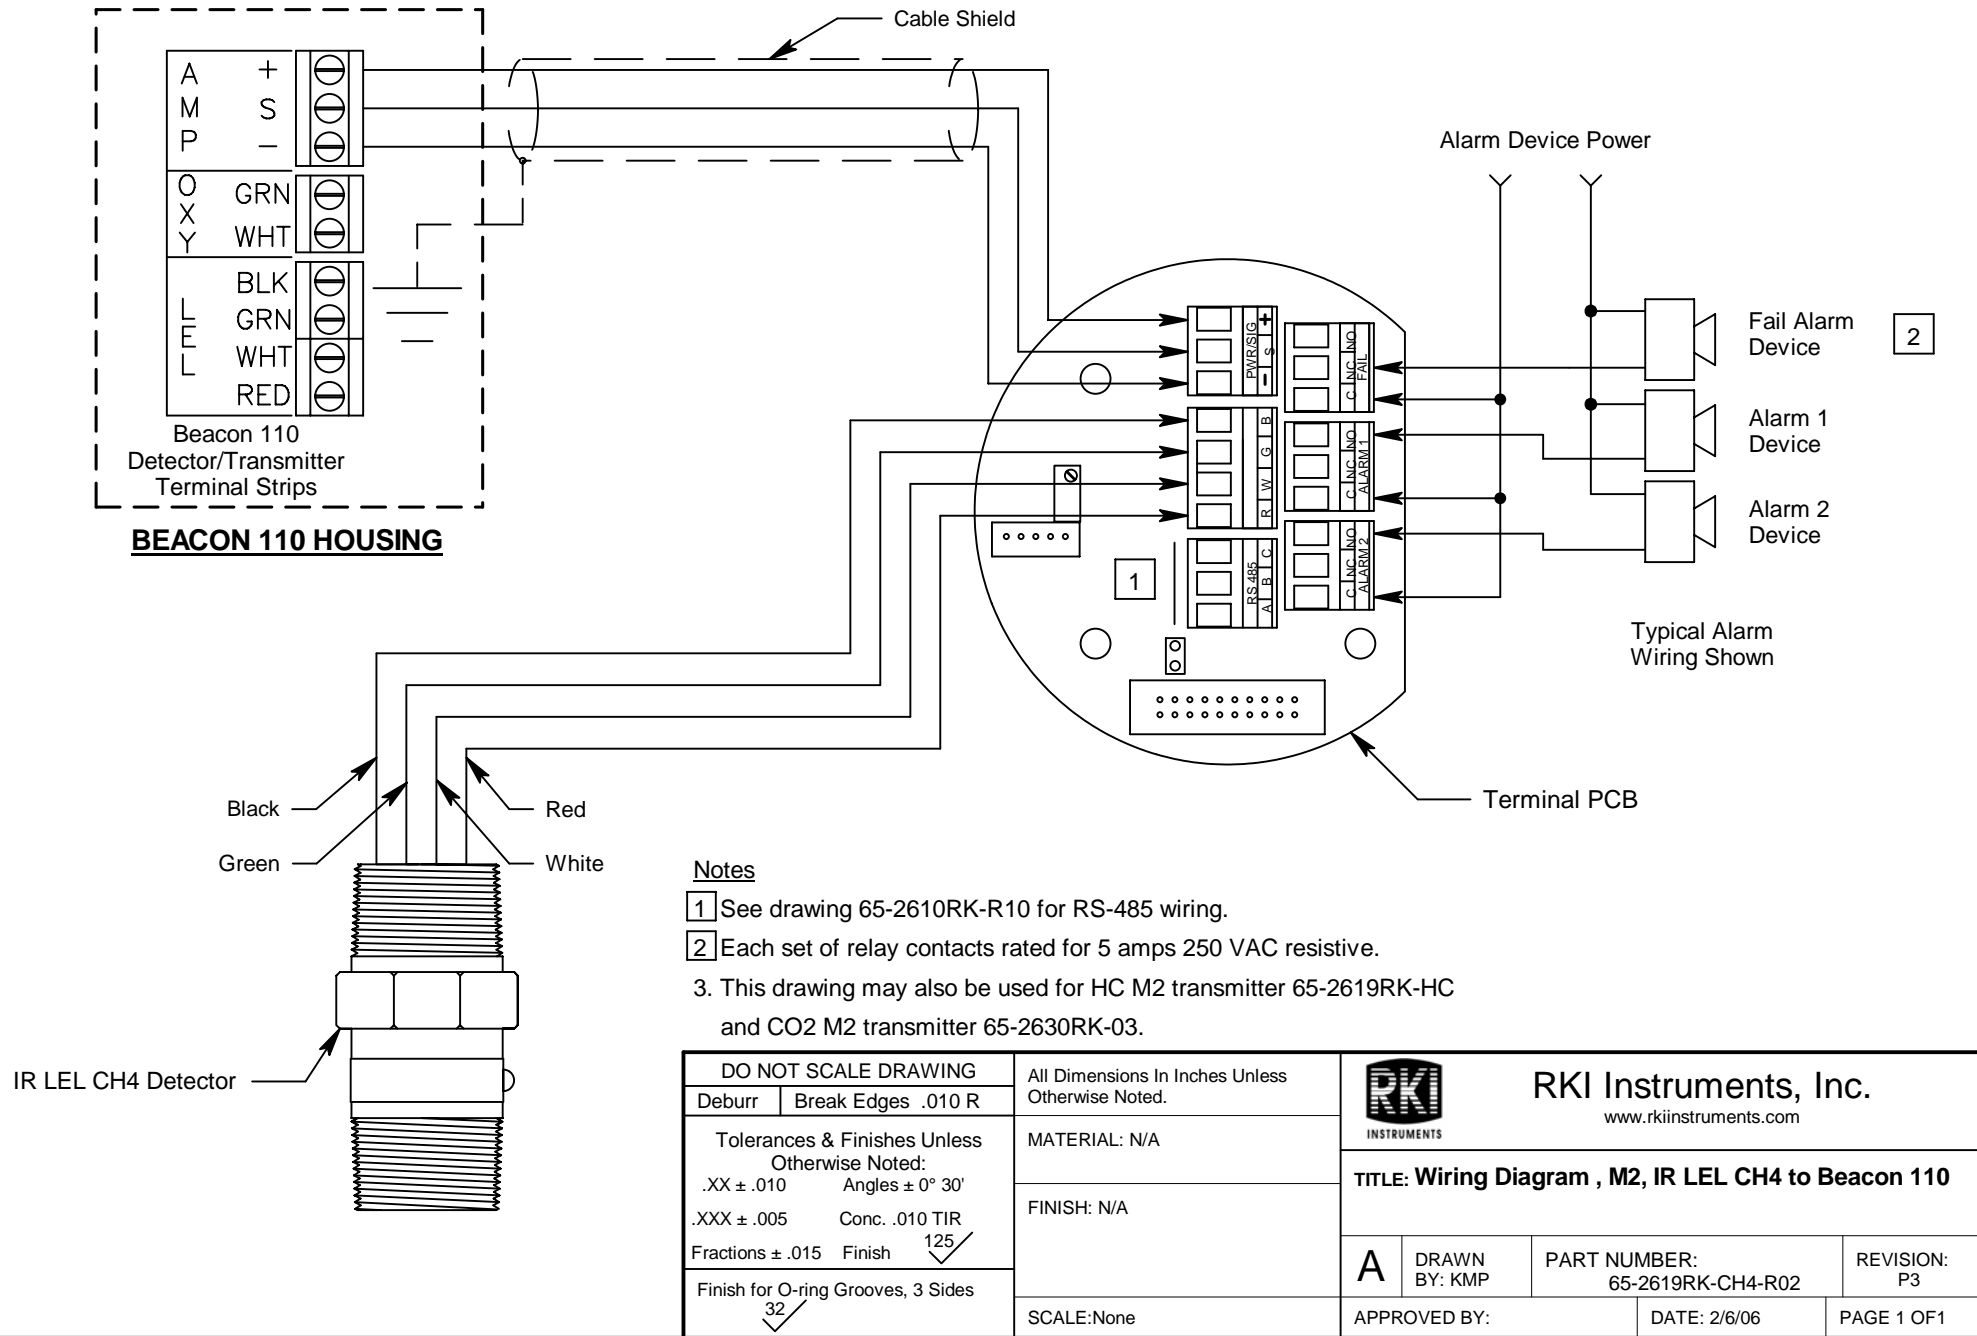 Cable Shield
A
M
P
+
S
−
O
X
Y
GRN
WHT
L
E
L
BLK
GRN
WHT
RED
Beacon 110
Detector/Transmitter
Terminal Strips
BEACON 110 HOUSING
Alarm Device Power
PWR/SIG
+
S
-
B
G
W
R
RS 485
C
B
A
NO
NC
C
FAIL
NO
NC
C
ALARM 1
NO
NC
C
ALARM 2
1
Fail Alarm
Device
2
Alarm 1
Device
Alarm 2
Device
Typical Alarm
Wiring Shown
Terminal PCB
Black
Red
Green
White
IR LEL CH4 Detector
Notes
1 See drawing 65-2610RK-R10 for RS-485 wiring.
2 Each set of relay contacts rated for 5 amps 250 VAC resistive.
3. This drawing may also be used for HC M2 transmitter 65-2619RK-HC
and CO2 M2 transmitter 65-2630RK-03.
DO NOT SCALE DRAWING
Deburr
Break Edges .010 R
Tolerances & Finishes Unless
Otherwise Noted:
.XX ± .010 Angles ± 0° 30'
.XXX ± .005 Conc. .010 TIR
Fractions ± .015 Finish 125
Finish for O-ring Grooves, 3 Sides
32
All Dimensions In Inches Unless
Otherwise Noted.
MATERIAL: N/A
FINISH: N/A
SCALE:None
RKI
INSTRUMENTS
RKI Instruments, Inc.
www.rkiinstruments.com
TITLE: Wiring Diagram , M2, IR LEL CH4 to Beacon 110
A
DRAWN
BY: KMP
PART NUMBER:
65-2619RK-CH4-R02
REVISION:
P3
APPROVED BY:
DATE: 2/6/06
PAGE 1 OF1